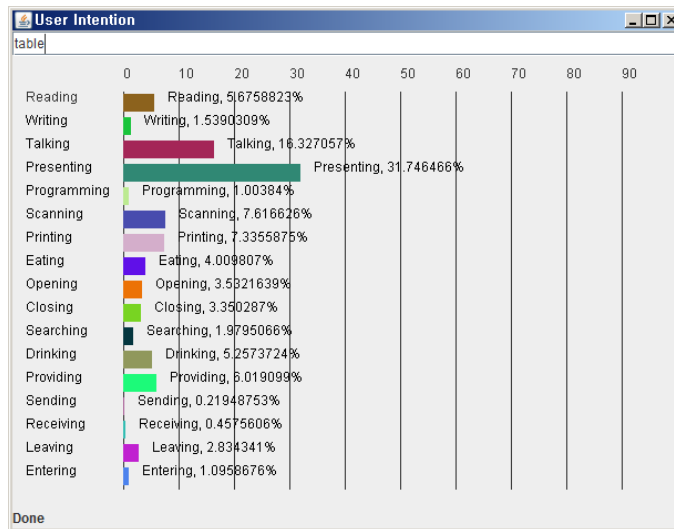 User Intention
table
0 10 20 30 40 50 60 70 80 90
Reading Reading, 5.6758823%
Writing Writing, 1.5390309%
Talking Talking, 16.327057%
Presenting Presenting, 31.746466%
Programming Programming, 1.00384%
Scanning Scanning, 7.616626%
Printing Printing, 7.3355875%
Eating Eating, 4.009807%
Opening Opening, 3.5321639%
Closing Closing, 3.350287%
Searching Searching, 1.9795066%
Drinking Drinking, 5.2573724%
Providing Providing, 6.019099%
Sending Sending, 0.21948753%
Receiving Receiving, 0.4575606%
Leaving Leaving, 2.834341%
Entering Entering, 1.0958676%
Done